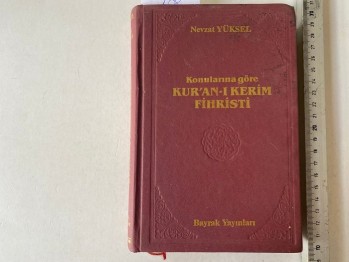 Nevzat YÜKSEL
Konularına göre
KUR'AN-I KERİM
FİHRİSTİ
Bayrak Yayınları